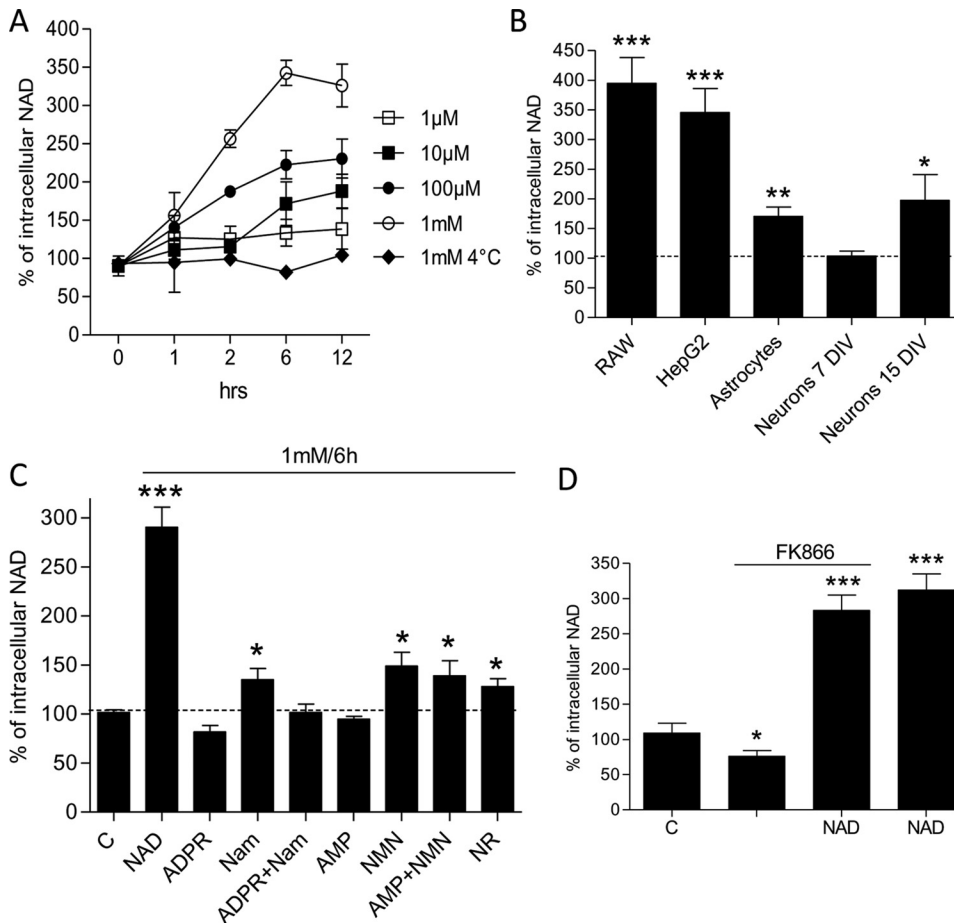 A
% of intracellular NAD
400
350
300
250
200
150
100
50
0
0 1 2 6 12
hrs
1µM
10µM
100µM
1mM
1mM 4°C
B
% of intracellular NAD
450
400
350
300
250
200
150
100
50
0
***
***
**
*
RAW
HepG2
Astrocytes
Neurons 7 DIV
Neurons 15 DIV
C
1mM/6h
% of intracellular NAD
300
250
200
150
100
50
0
***
*
*
*
*
C
NAD
ADPR
Nam
ADPR+Nam
AMP
NMN
AMP+NMN
NR
D
FK866
% of intracellular NAD
350
300
250
200
150
100
50
0
*
***
***
C - NAD NAD